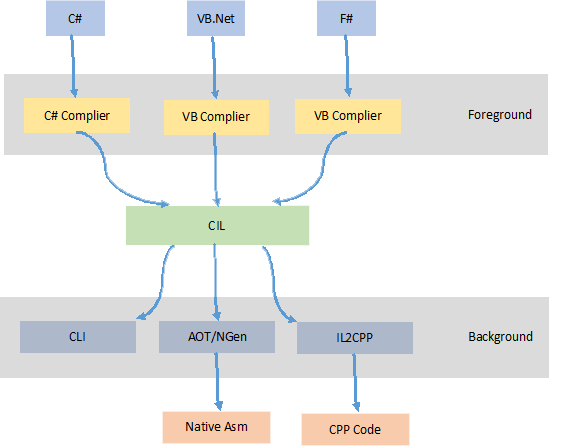 C#
VB.Net
F#
C# Complier
VB Complier
VB Complier
Foreground
CIL
CLI
AOT/NGen
IL2CPP
Background
Native Asm
CPP Code